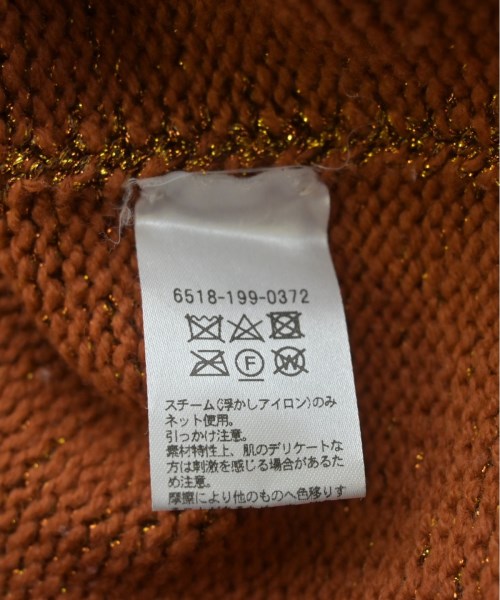 6518-199-0372
F
W
スチーム(浮かしアイロン)のみ
ネット使用。
引っかけ注意。
素材特性上、肌のデリケートな
方は刺激を感じる場合があるた
め注意。
摩擦により他のものへ色移りす